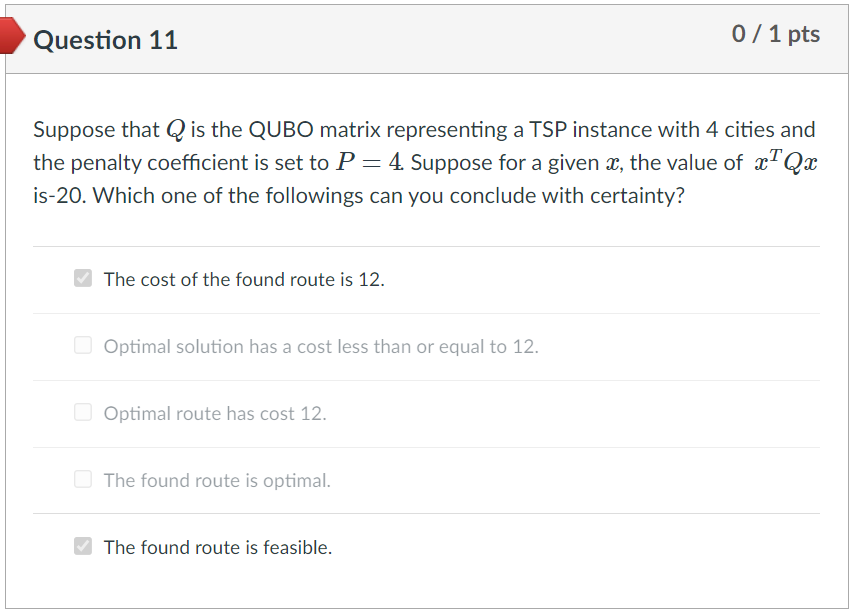 Question 11
0 / 1 pts
Suppose that Q is the QUBO matrix representing a TSP instance with 4 cities and
the penalty coefficient is set to P = 4. Suppose for a given x, the value of x^T Qx
is-20. Which one of the followings can you conclude with certainty?
The cost of the found route is 12.
Optimal solution has a cost less than or equal to 12.
Optimal route has cost 12.
The found route is optimal.
The found route is feasible.